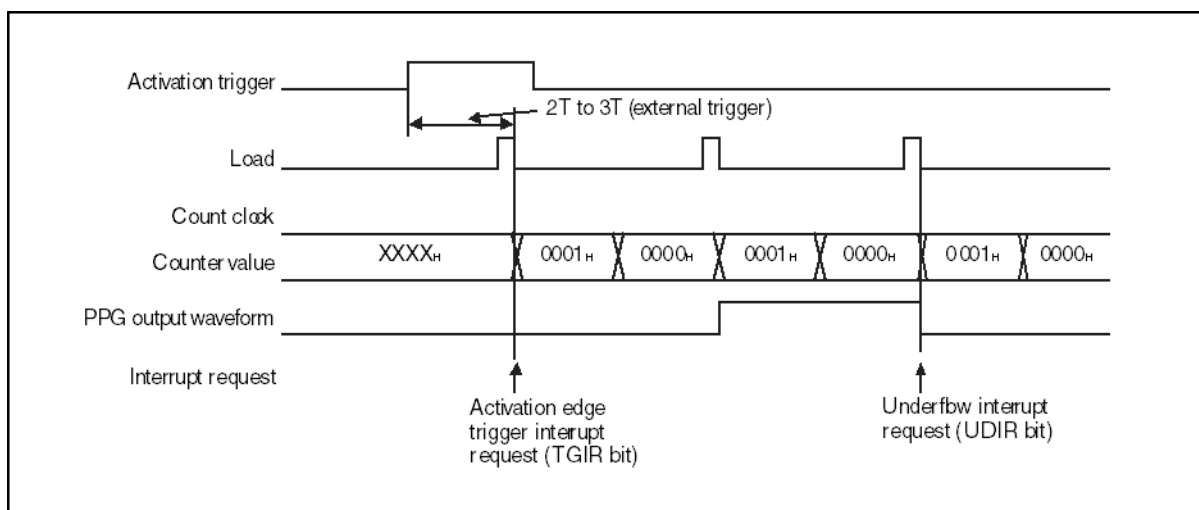 Activation trigger
2T to 3T (external trigger)
Load
Count clock
Counter value
XXXXH 0001H 0000H 0001H 0000H 0001H 0000H
PPG output waveform
Interrupt request
Activation edge
trigger interrupt
request (TGIR bit)
Underfbw interrupt
request (UDIR bit)